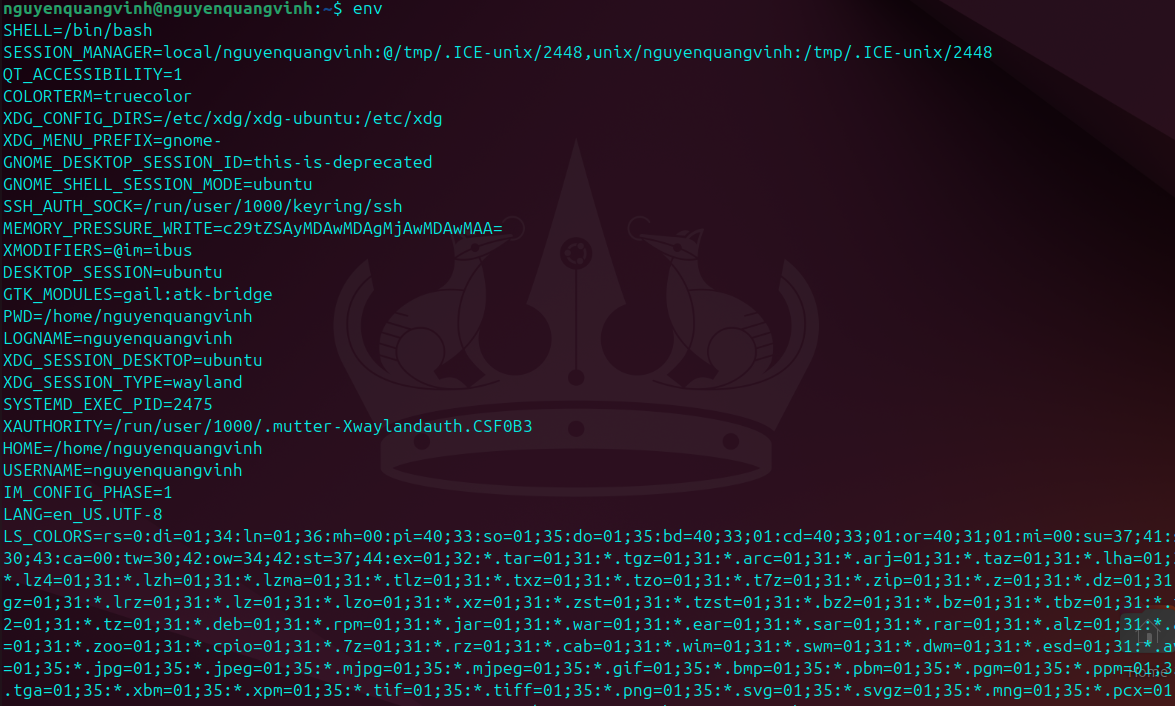 nguyenquangvinh@nguyenquangvinh:~$ env
SHELL=/bin/bash
SESSION_MANAGER=local/nguyenquangvinh:@/tmp/.ICE-unix/2448,unix/nguyenquangvinh:/tmp/.ICE-unix/2448
QT_ACCESSIBILITY=1
COLORTERM=truecolor
XDG_CONFIG_DIRS=/etc/xdg/xdg-ubuntu:/etc/xdg
XDG_MENU_PREFIX=gnome-
GNOME_DESKTOP_SESSION_ID=this-is-deprecated
GNOME_SHELL_SESSION_MODE=ubuntu
SSH_AUTH_SOCK=/run/user/1000/keyring/ssh
MEMORY_PRESSURE_WRITE=c29tZSAyMDAwMDAgMjAwMDAwMAA=
XMODIFIERS=@im=ibus
DESKTOP_SESSION=ubuntu
GTK_MODULES=gail:atk-bridge
PWD=/home/nguyenquangvinh
LOGNAME=nguyenquangvinh
XDG_SESSION_DESKTOP=ubuntu
XDG_SESSION_TYPE=wayland
SYSTEMD_EXEC_PID=2475
XAUTHORITY=/run/user/1000/.mutter-Xwaylandauth.CSF0B3
HOME=/home/nguyenquangvinh
USERNAME=nguyenquangvinh
IM_CONFIG_PHASE=1
LANG=en_US.UTF-8
LS_COLORS=rs=0:di=01;34:ln=01;36:mh=00:pi=40;33:so=01;35:do=01;35:bd=40;33;01:cd=40;33;01:or=40;31;01:mi=00:su=37;41:
30;43:ca=00:tw=30;42:ow=34;42:st=37;44:ex=01;32:*.tar=01;31:*.tgz=01;31:*.arc=01;31:*.arj=01;31:*.taz=01;31:*.lha=01;
*.lz4=01;31:*.lzh=01;31:*.lzma=01;31:*.tlz=01;31:*.txz=01;31:*.tzo=01;31:*.t7z=01;31:*.zip=01;31:*.z=01;31:*.dz=01;31
gz=01;31:*.lrz=01;31:*.lz=01;31:*.lzo=01;31:*.xz=01;31:*.zst=01;31:*.tzst=01;31:*.bz2=01;31:*.bz=01;31:*.tbz=01;31:*.
2=01;31:*.tz=01;31:*.deb=01;31:*.rpm=01;31:*.jar=01;31:*.war=01;31:*.ear=01;31:*.sar=01;31:*.rar=01;31:*.alz=01;31:*.
=01;31:*.zoo=01;31:*.cpio=01;31:*.7z=01;31:*.rz=01;31:*.cab=01;31:*.wim=01;31:*.swm=01;31:*.dwm=01;31:*.esd=01;31:*.a
=01;35:*.jpg=01;35:*.jpeg=01;35:*.mjpg=01;35:*.mjpeg=01;35:*.gif=01;35:*.bmp=01;35:*.pbm=01;35:*.pgm=01;35:*.ppm=01;35:
.tga=01;35:*.xbm=01;35:*.xpm=01;35:*.tif=01;35:*.tiff=01;35:*.png=01;35:*.svg=01;35:*.svgz=01;35:*.mng=01;35:*.pcx=01
Home